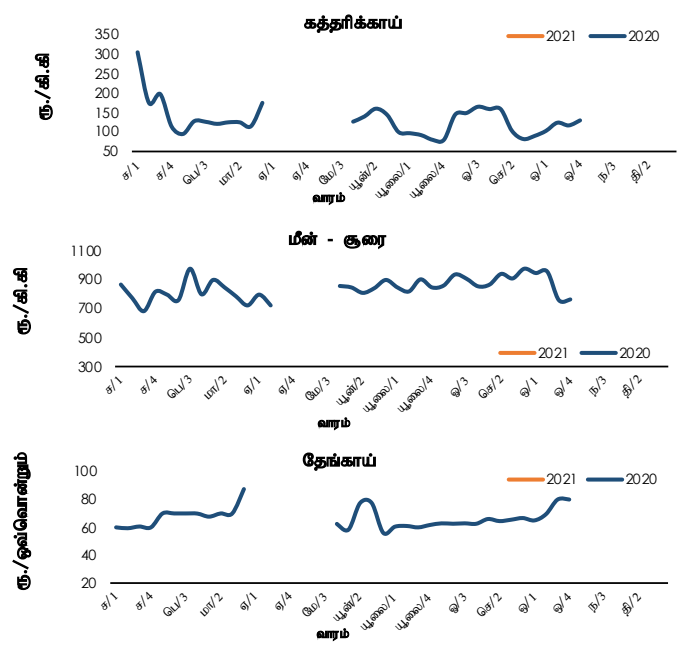 கத்தரிக்காய்
2021 2020
ரூ./கி.கி
350
300
250
200
150
100
50
ச/1 ச/4 பெ/3 மா/2 ஏ/1 ஏ/4 மே/3 யூன்/2 யூலை/1 யூலை/4 ஓ/3 செ/2 ஒ/1 ஒ/4 ந/3 தி/2
வாரம்
மீன் - சூரை
ரூ./கி.கி
1100
900
700
500
300
2021 2020
ச/1 ச/4 பெ/3 மா/2 ஏ/1 ஏ/4 மே/3 யூன்/2 யூலை/1 யூலை/4 ஓ/3 செ/2 ஒ/1 ஒ/4 ந/3 தி/2
வாரம்
தேங்காய்
2021 2020
ரூ./ஒவ்வொன்றும்
100
80
60
40
20
ச/1 ச/4 பெ/3 மா/2 ஏ/1 ஏ/4 மே/3 யூன்/2 யூலை/1 யூலை/4 ஓ/3 செ/2 ஒ/1 ஒ/4 ந/3 தி/2
வாரம்